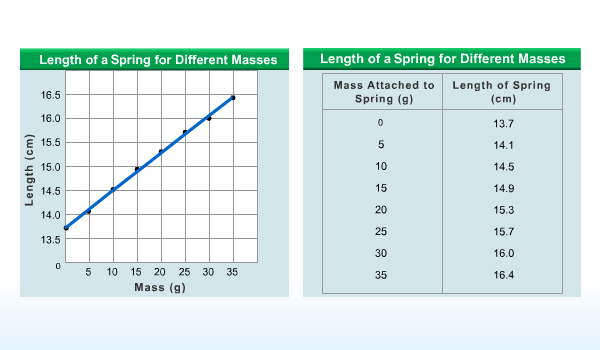 Length of a Spring for Different Masses
16.5
16.0
15.5
15.0
14.5
14.0
13.5
0
5 10 15 20 25 30 35
Length (cm)
Mass (g)
Length of a Spring for Different Masses
Mass Attached to Spring (g) Length of Spring (cm)
0 13.7
5 14.1
10 14.5
15 14.9
20 15.3
25 15.7
30 16.0
35 16.4